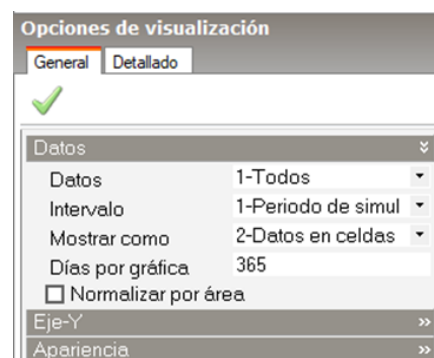 Opciones de visualización
General Detallado
Datos
Datos 1-Todos
Intervalo 1-Periodo de simul
Mostrar como 2-Datos en celdas
Días por gráfica 365
Normalizar por área
Eje-Y
Apariencia